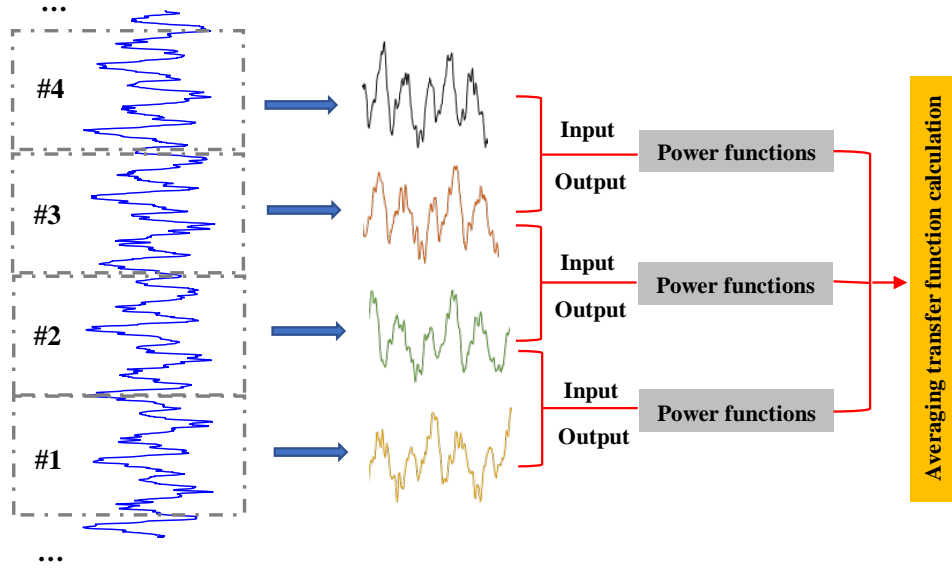 ...
#4
#3
#2
#1
...
Input
Output
Input
Output
Input
Output
Power functions
Power functions
Power functions
Averaging transfer function calculation